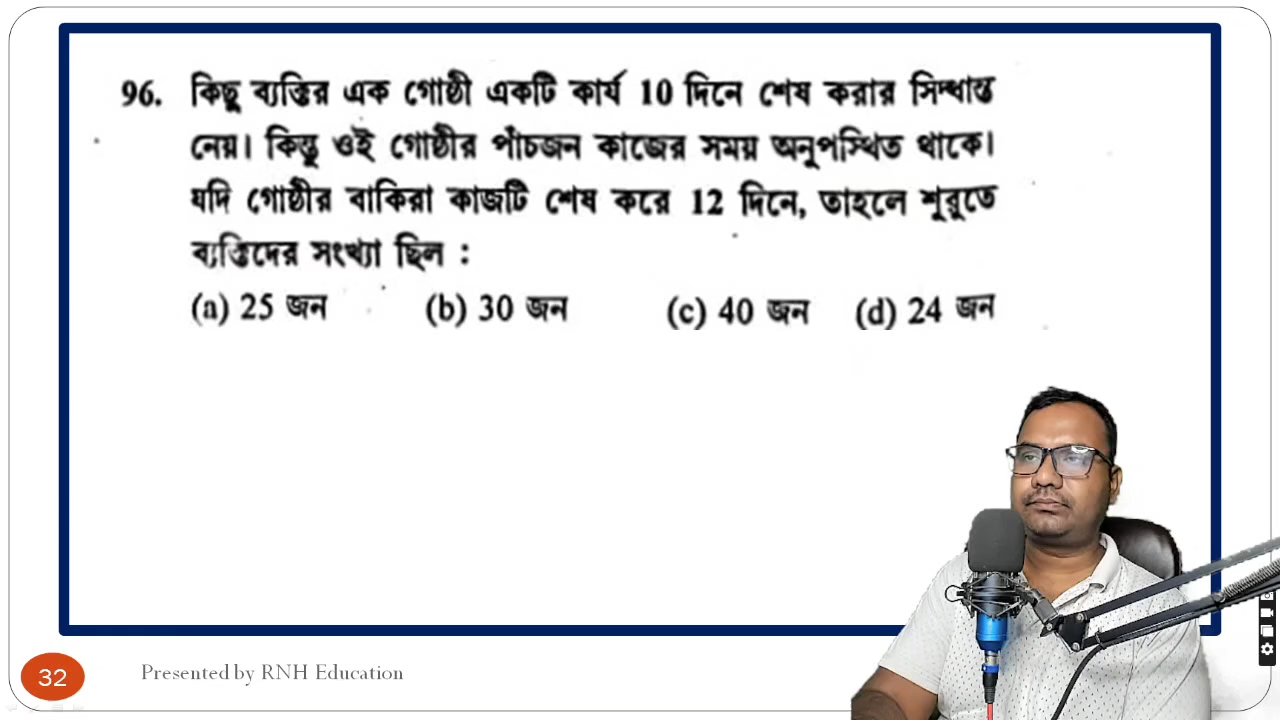 96. কিছু ব্যক্তির এক গোষ্ঠী একটি কার্য 10 দিনে শেষ করার সিদ্ধান্ত
নেয়। কিন্তু ওই গোষ্ঠীর পাঁচজন কাজের সময় অনুপস্থিত থাকে।
যদি গোষ্ঠীর বাকিরা কাজটি শেষ করে 12 দিনে, তাহলে শুরুতে
ব্যক্তিদের সংখ্যা ছিল :
(a) 25 জন (b) 30 জন (c) 40 জন (d) 24 জন
32 Presented by RNH Education